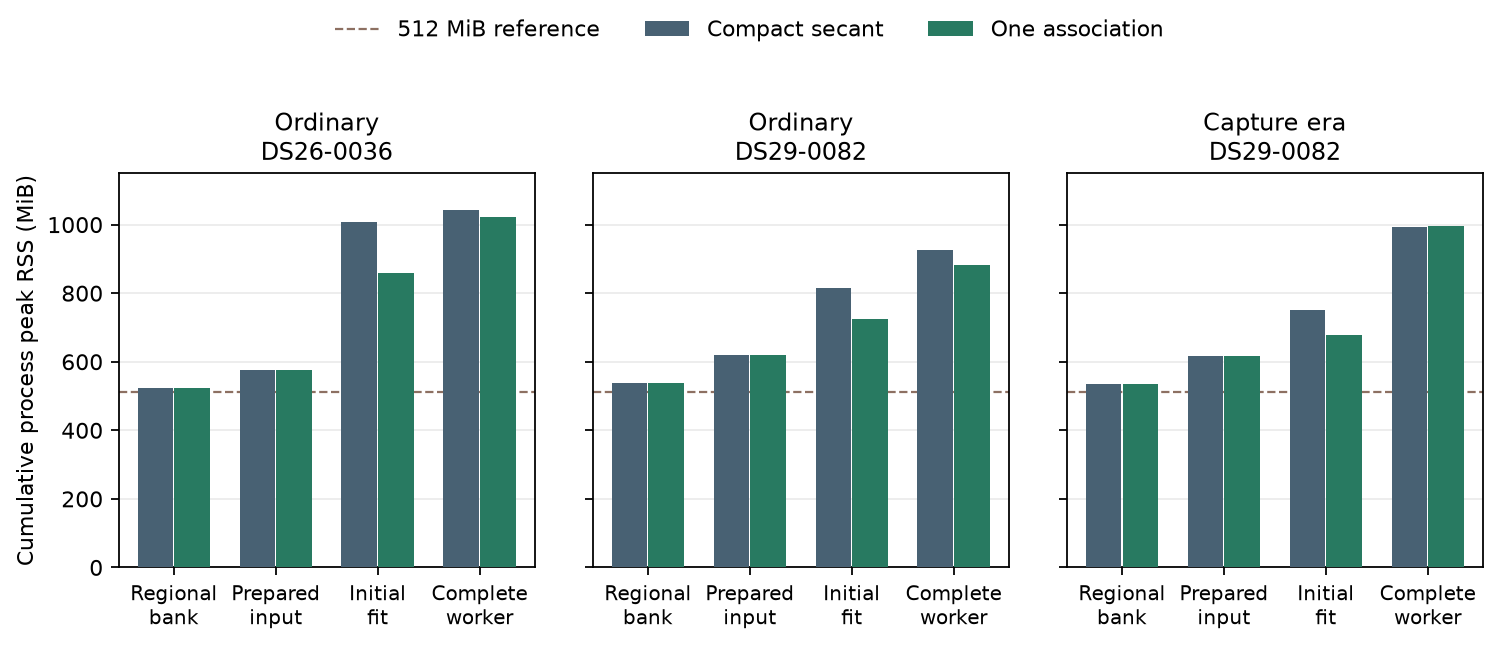 512 MiB reference
Compact secant
One association
Ordinary
DS26-0036
Ordinary
DS29-0082
Capture era
DS29-0082
Cumulative process peak RSS (MiB)
1000
800
600
400
200
0
Regional
bank
Prepared
input
Initial
fit
Complete
worker
Regional
bank
Prepared
input
Initial
fit
Complete
worker
Regional
bank
Prepared
input
Initial
fit
Complete
worker